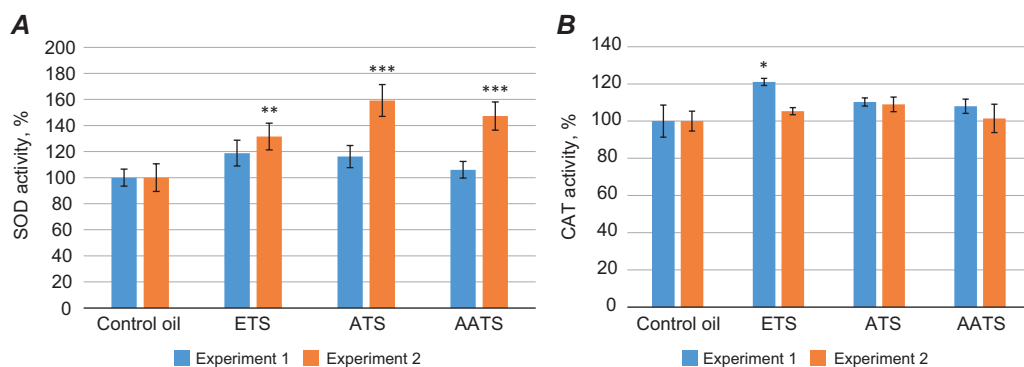 A
SOD activity, %
200
180
160
140
120
100
80
60
40
20
0
**
***
***
Control oil
ETS
ATS
AATS
Experiment 1
Experiment 2
B
CAT activity, %
140
120
100
80
60
40
20
0
*
Control oil
ETS
ATS
AATS
Experiment 1
Experiment 2